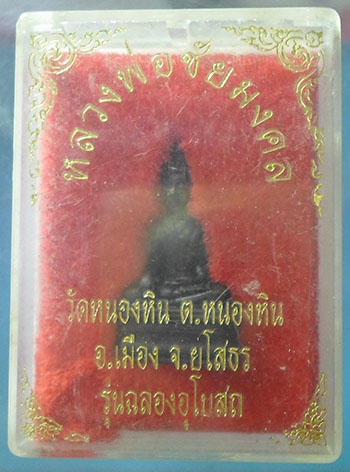 หลวงพ่อชัยมงคล
วัดหนองหิน ต.หนองหิน
อ.เมือง จ.ยโสธร
รุ่นฉลองอุโบสถ